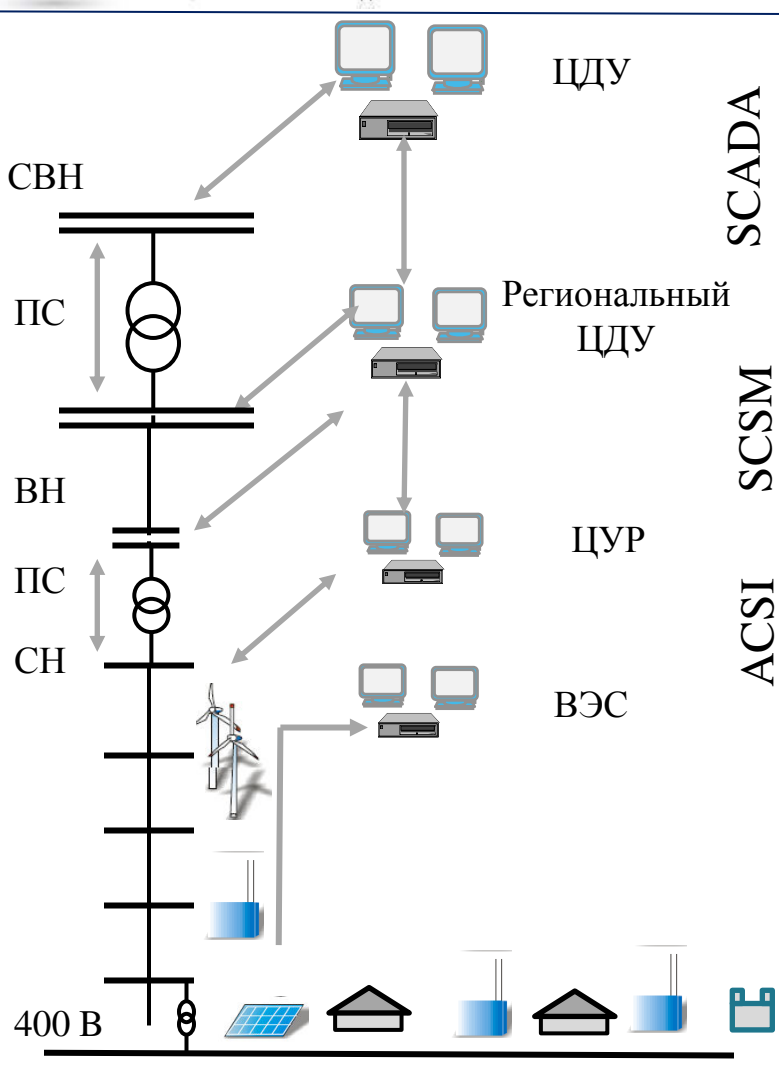 ЦДУ
SCADA
СВН
ПС
Региональный
ЦДУ
SCSM
ВН
ЦУР
ПС
ACSI
СН
ВЭС
400 В